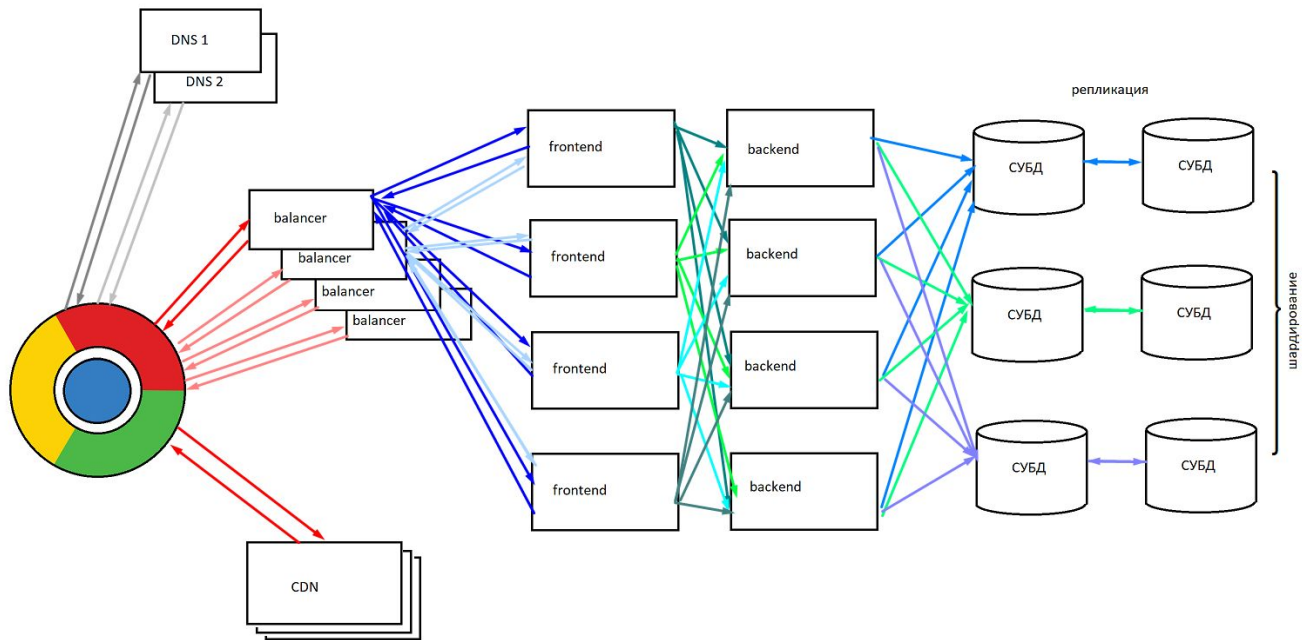 DNS 1
DNS 2
репликация
balancer
balancer
balancer
balancer
frontend
frontend
frontend
frontend
backend
backend
backend
backend
СУБД
СУБД
СУБД
СУБД
СУБД
СУБД
шардирование
CDN